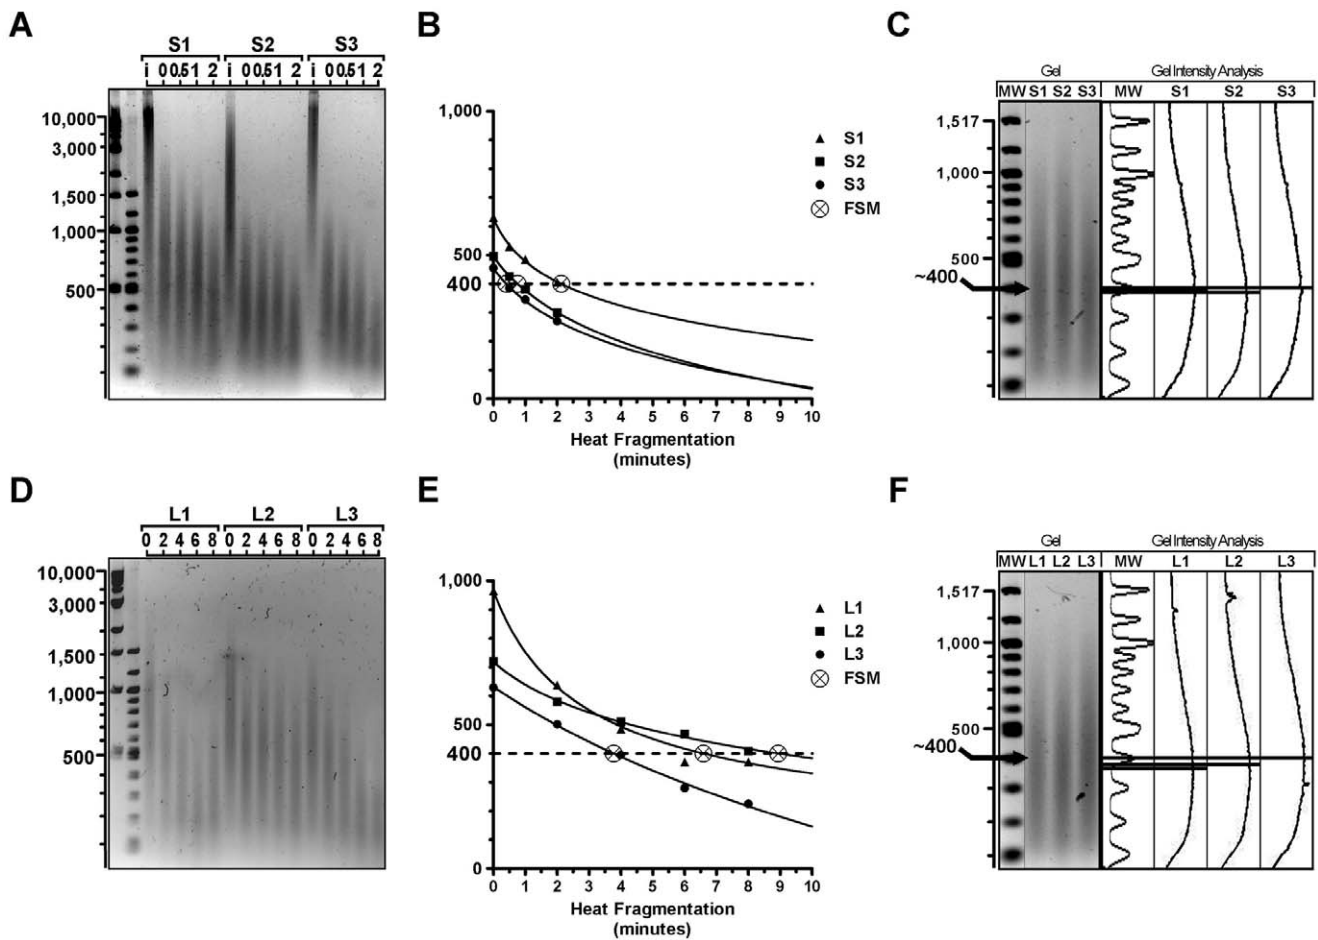 A
S1 S2 S3
i 0 0.5 1 2 i 0 0.5 1 2 i 0 0.5 1 2
10,000
3,000
1,500
1,000
500
B
1,000
500
400
0
0 1 2 3 4 5 6 7 8 9 10
Heat Fragmentation
(minutes)
S1
S2
S3
FSM
C
Gel Gel Intensity Analysis
MW S1 S2 S3 MW S1 S2 S3
1,517
1,000
500
~400
D
L1 L2 L3
0 2 4 6 8 0 2 4 6 8 0 2 4 6 8
10,000
3,000
1,500
1,000
500
E
1,000
500
400
0
0 1 2 3 4 5 6 7 8 9 10
Heat Fragmentation
(minutes)
L1
L2
L3
FSM
F
Gel Gel Intensity Analysis
MW L1 L2 L3 MW L1 L2 L3
1,517
1,000
500
~400